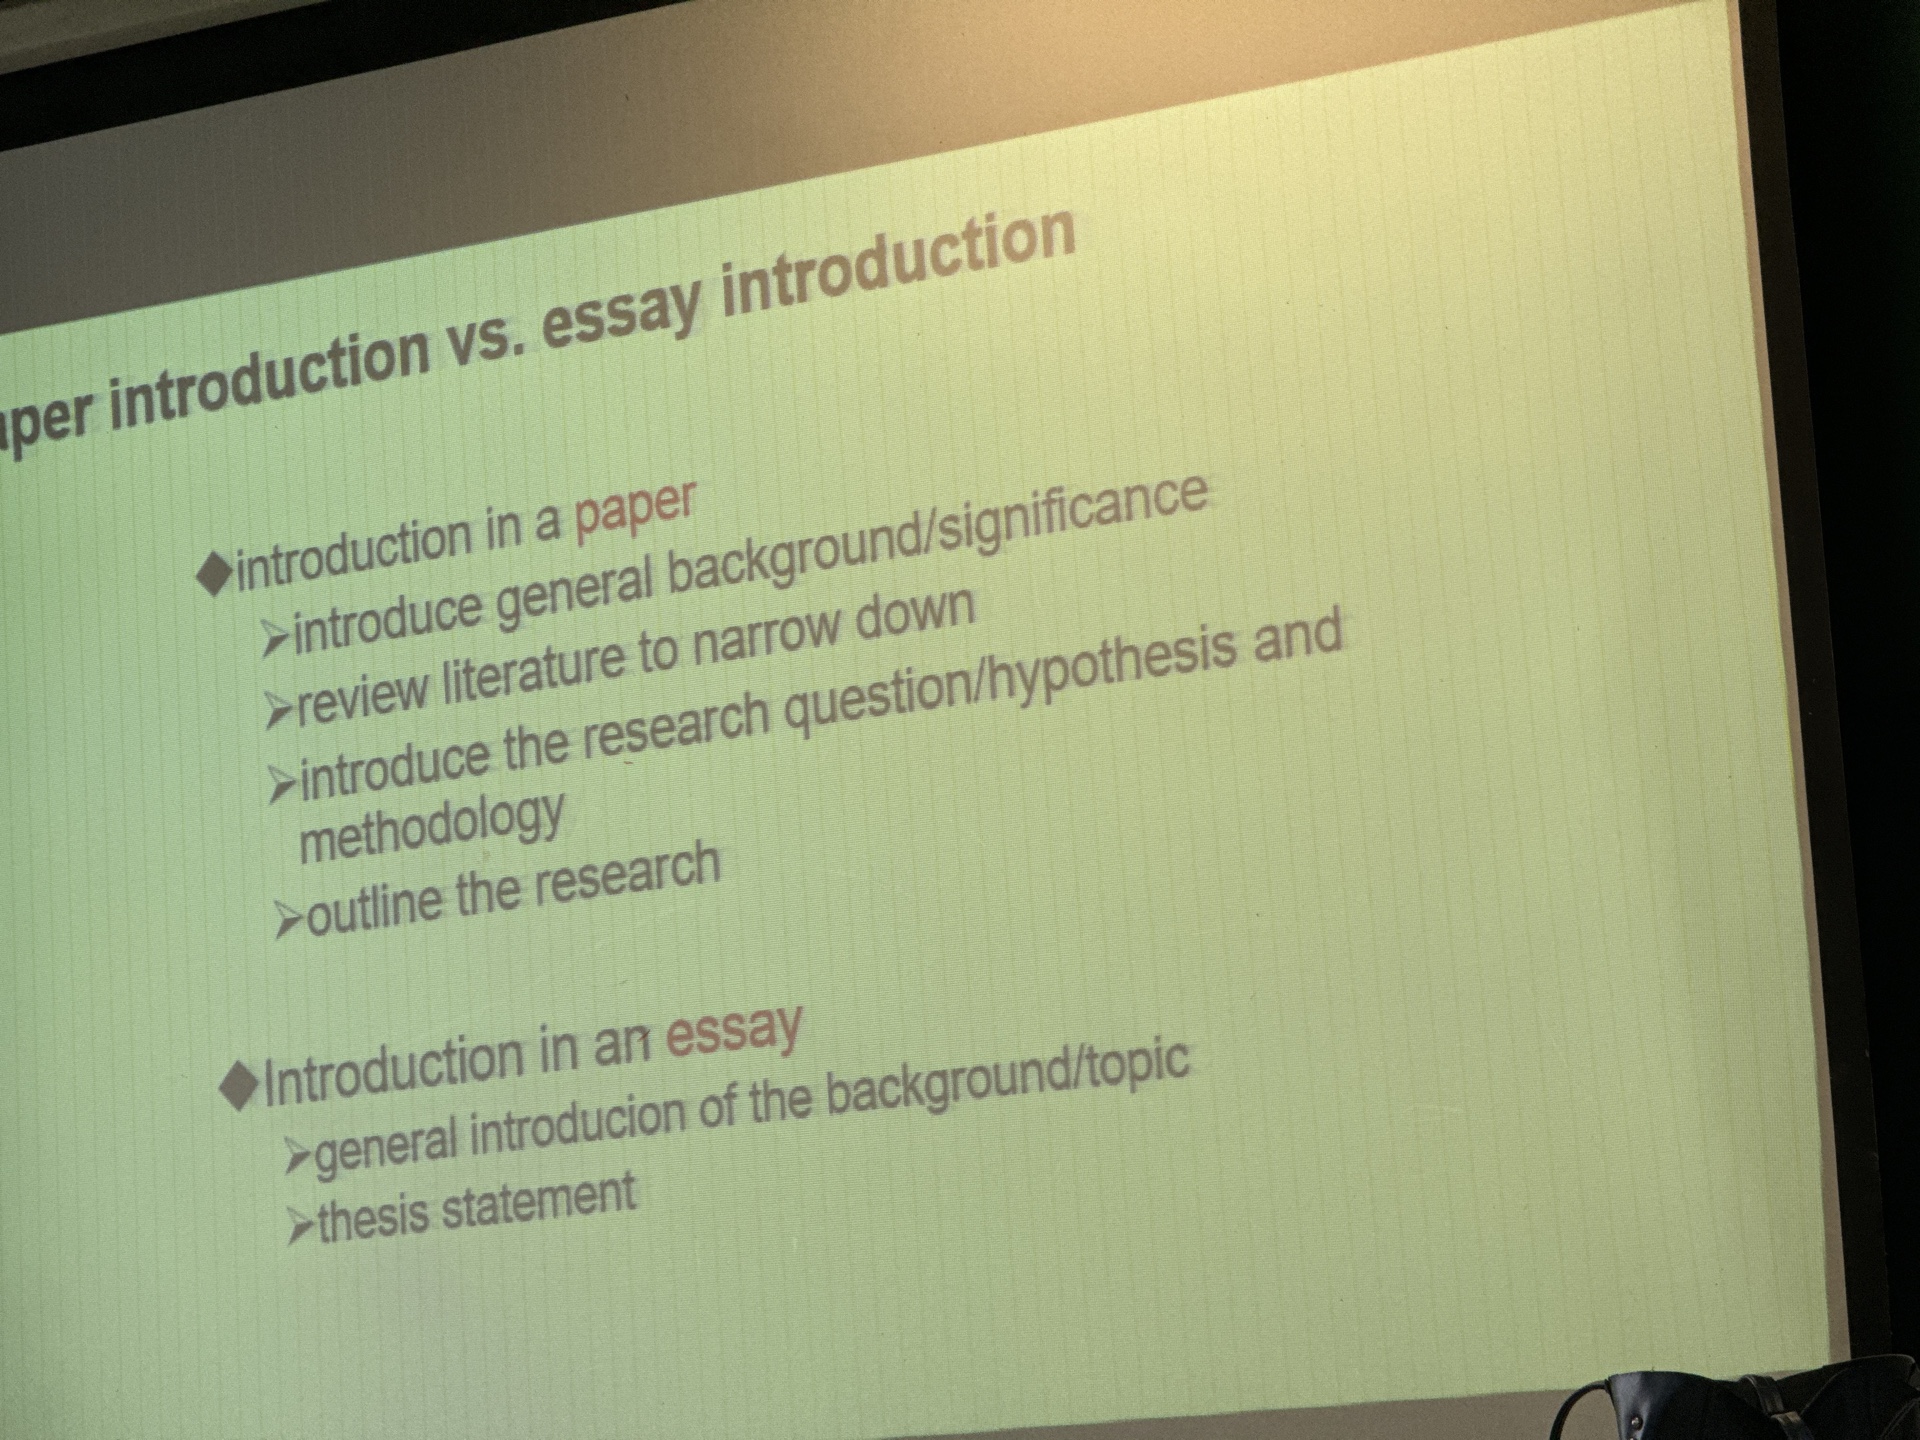 aper introduction vs. essay introduction
◆introduction in a paper
➢introduce general background/significance
➢review literature to narrow down
➢introduce the research question/hypothesis and
methodology
➢outline the research
◆Introduction in an essay
➢general introducion of the background/topic
➢thesis statement